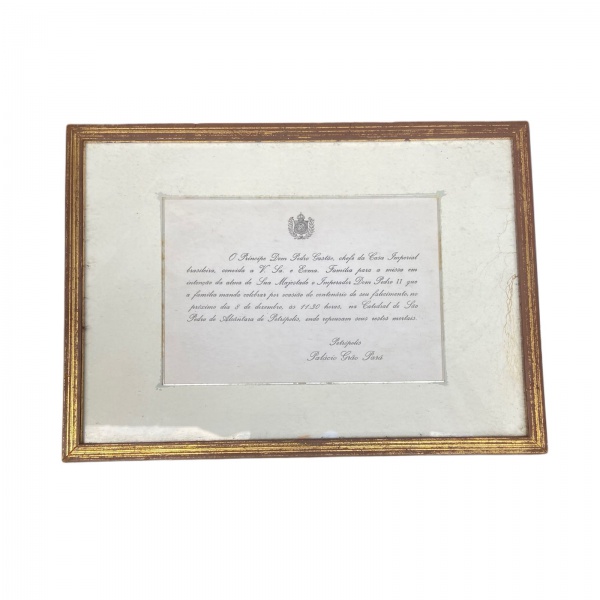 O Príncipe Dom Pedro Gastão, chefe da Casa Imperial
brasileira, convida a V. Sa. e Exma. Família para a missa em
intenção da alma de Sua Majestade o Imperador Dom Pedro II que
a família manda celebrar por ocasião do centenário de seu falecimento, no
próximo dia 5 de dezembro, às 11:30 horas, na Catedral de São
Pedro de Alcântara de Petrópolis, onde repousam seus restos mortais.
Petrópolis
Palácio Grão Pará